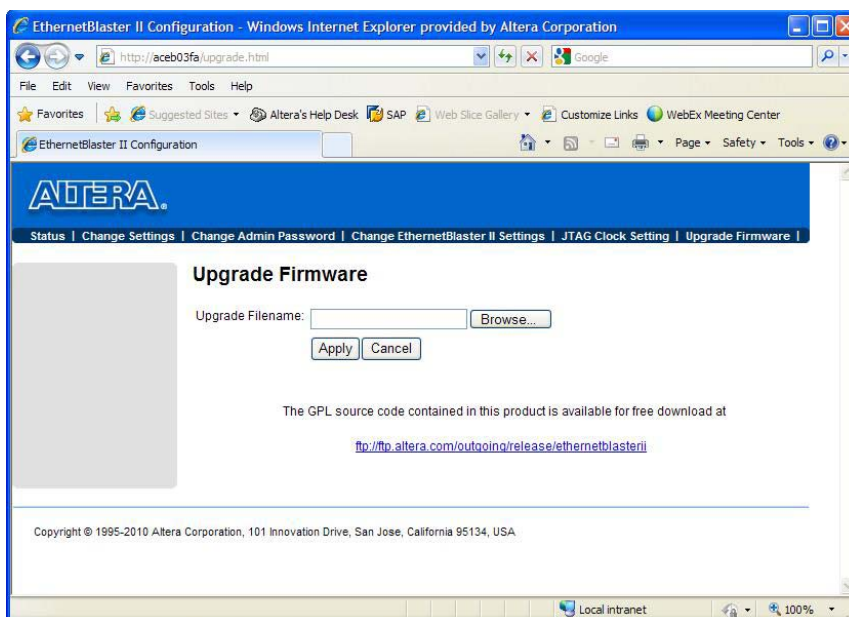 EthernetBlaster II Configuration - Windows Internet Explorer provided by Altera Corporation
http://aceb03fa/upgrade.html
Google
File Edit View Favorites Tools Help
Favorites Suggested Sites Altera's Help Desk SAP Web Slice Gallery Customize Links WebEx Meeting Center
EthernetBlaster II Configuration Page Safety Tools
ALTERA®
Status | Change Settings | Change Admin Password | Change EthernetBlaster II Settings | JTAG Clock Setting | Upgrade Firmware |
Upgrade Firmware
Upgrade Filename: Browse...
Apply Cancel
The GPL source code contained in this product is available for free download at
ftp://ftp.altera.com/outgoing/release/ethernetblasterii
Copyright © 1995-2010 Altera Corporation, 101 Innovation Drive, San Jose, California 95134, USA
Local intranet 100%